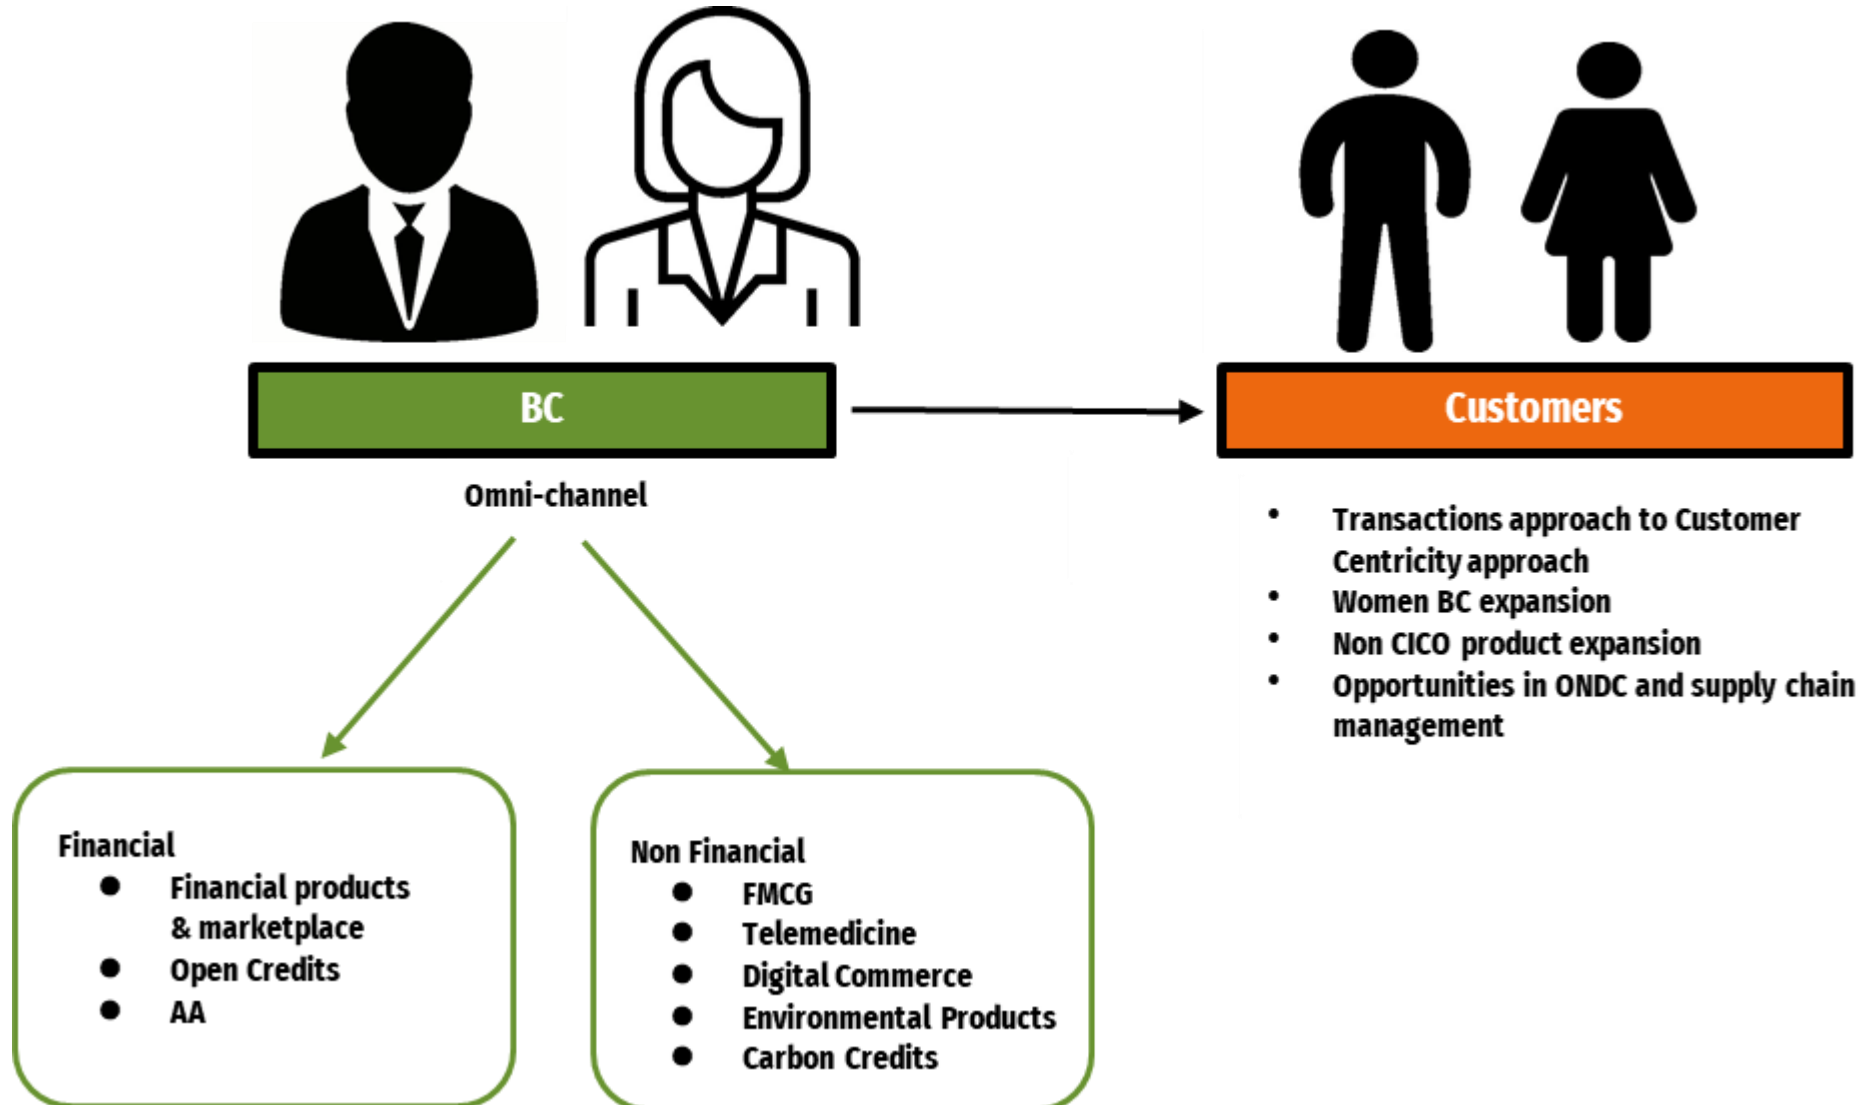 BC
Customers
Omni-channel
• Transactions approach to Customer
Centricity approach
• Women BC expansion
• Non CICO product expansion
• Opportunities in ONDC and supply chain
management
Financial
● Financial products
& marketplace
● Open Credits
● AA
Non Financial
● FMCG
● Telemedicine
● Digital Commerce
● Environmental Products
● Carbon Credits